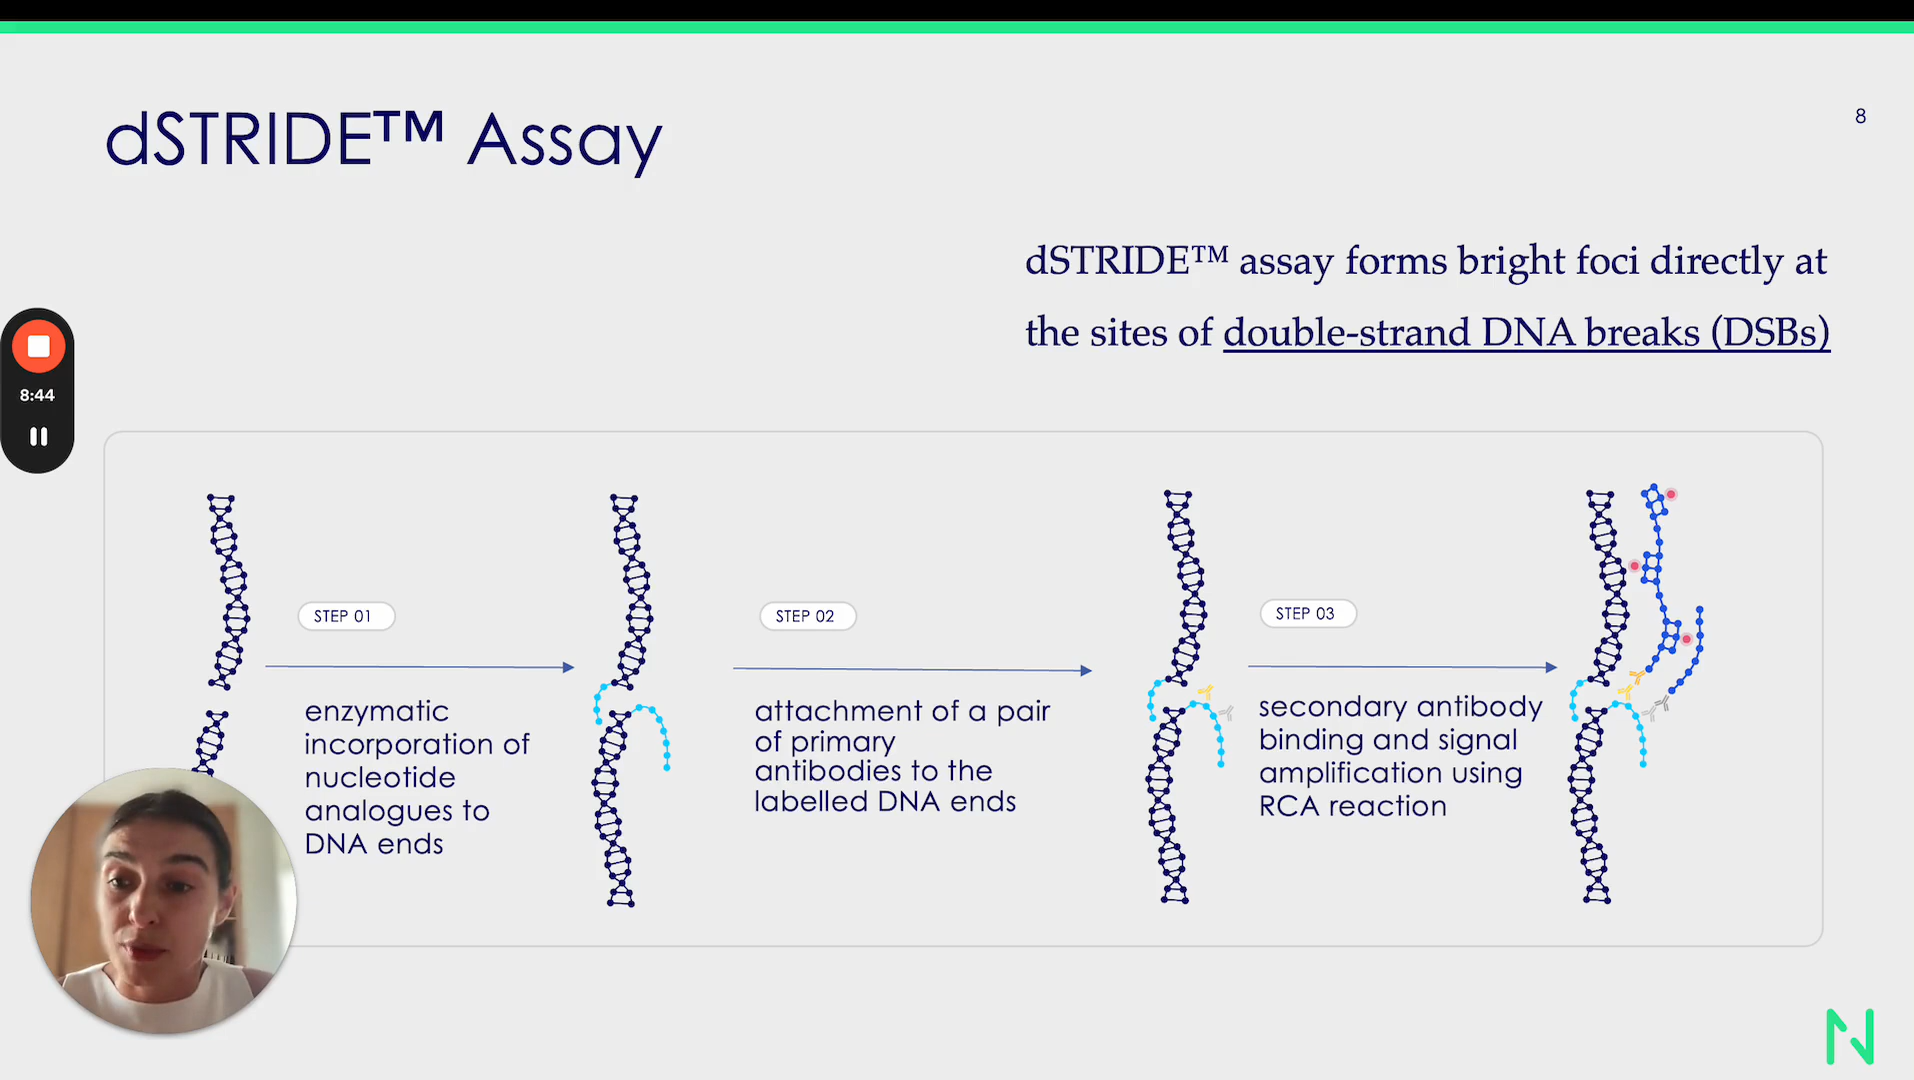 dSTRIDE™ Assay
8
dSTRIDE™ assay forms bright foci directly at
the sites of double-strand DNA breaks (DSBs)
8:44
STEP 01
enzymatic
incorporation of
nucleotide
analogues to
DNA ends
STEP 02
attachment of a pair
of primary
antibodies to the
labelled DNA ends
STEP 03
secondary antibody
binding and signal
amplification using
RCA reaction